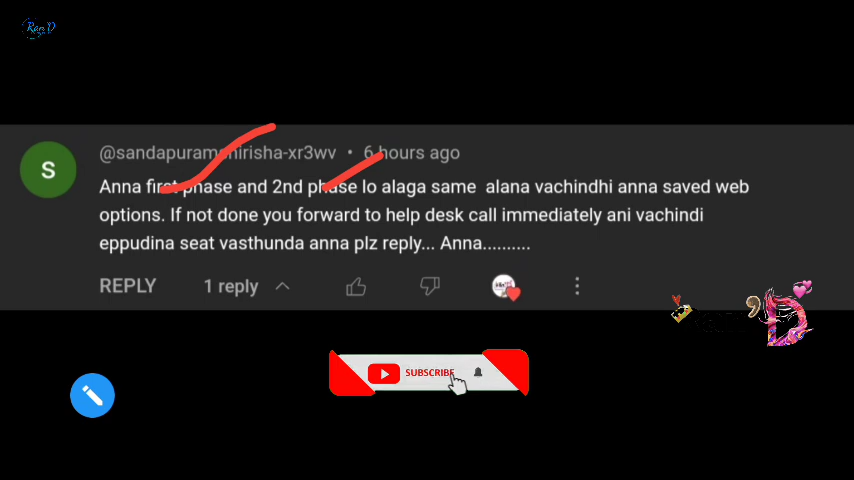 Ram D
@sandapuramshirisha-xr3wv • 6 hours ago
S
Anna first phase and 2nd phase lo alaga same alana vachindhi anna saved web
options. If not done you forward to help desk call immediately ani vachindi
eppudina seat vasthunda anna plz reply... Anna..........
REPLY 1 reply
D
SUBSCRIBE